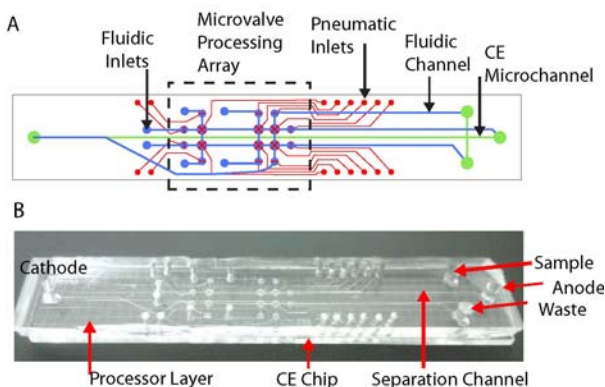 A
Fluidic
Inlets
Microvalve
Processing
Array
Pneumatic
Inlets
Fluidic
Channel
CE
Microchannel
B
Cathode
Sample
Anode
Waste
Processor Layer
CE Chip
Separation Channel